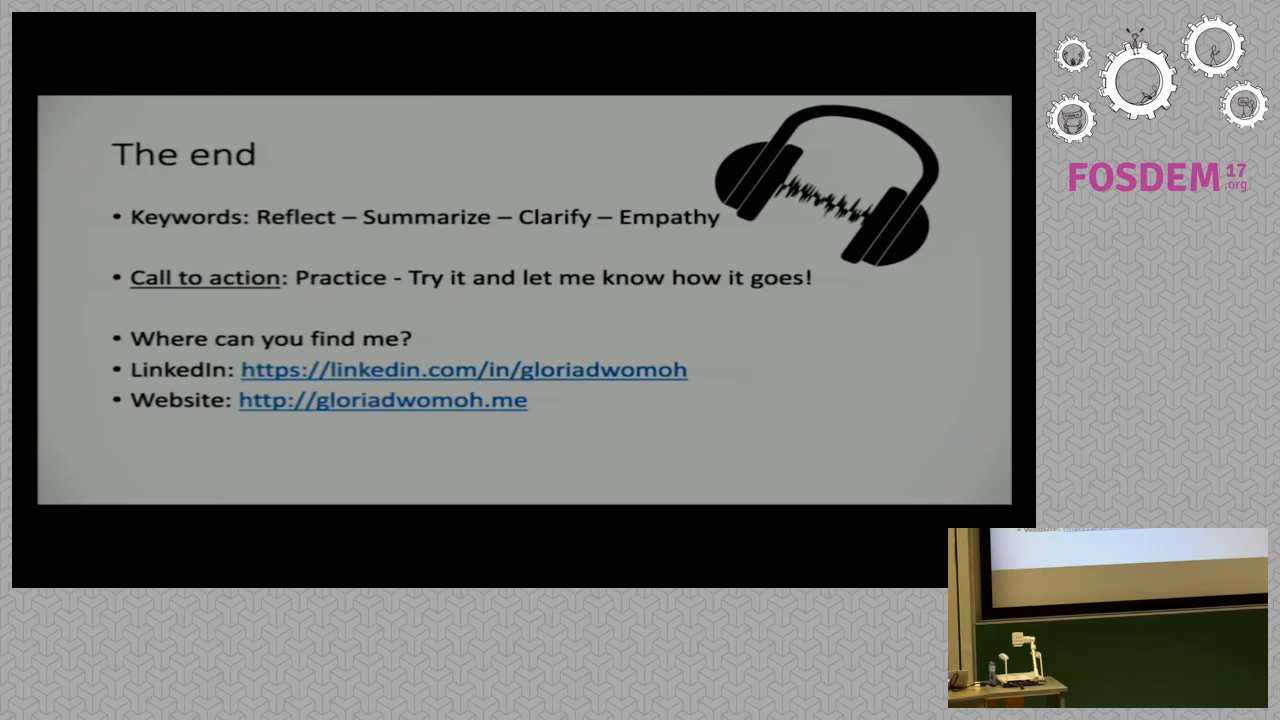 The end
• Keywords: Reflect – Summarize – Clarify – Empathy
• Call to action: Practice - Try it and let me know how it goes!
• Where can you find me?
• LinkedIn: https://linkedin.com/in/gloriadwomoh
• Website: http://gloriadwomoh.me
FOSDEM 17
.org